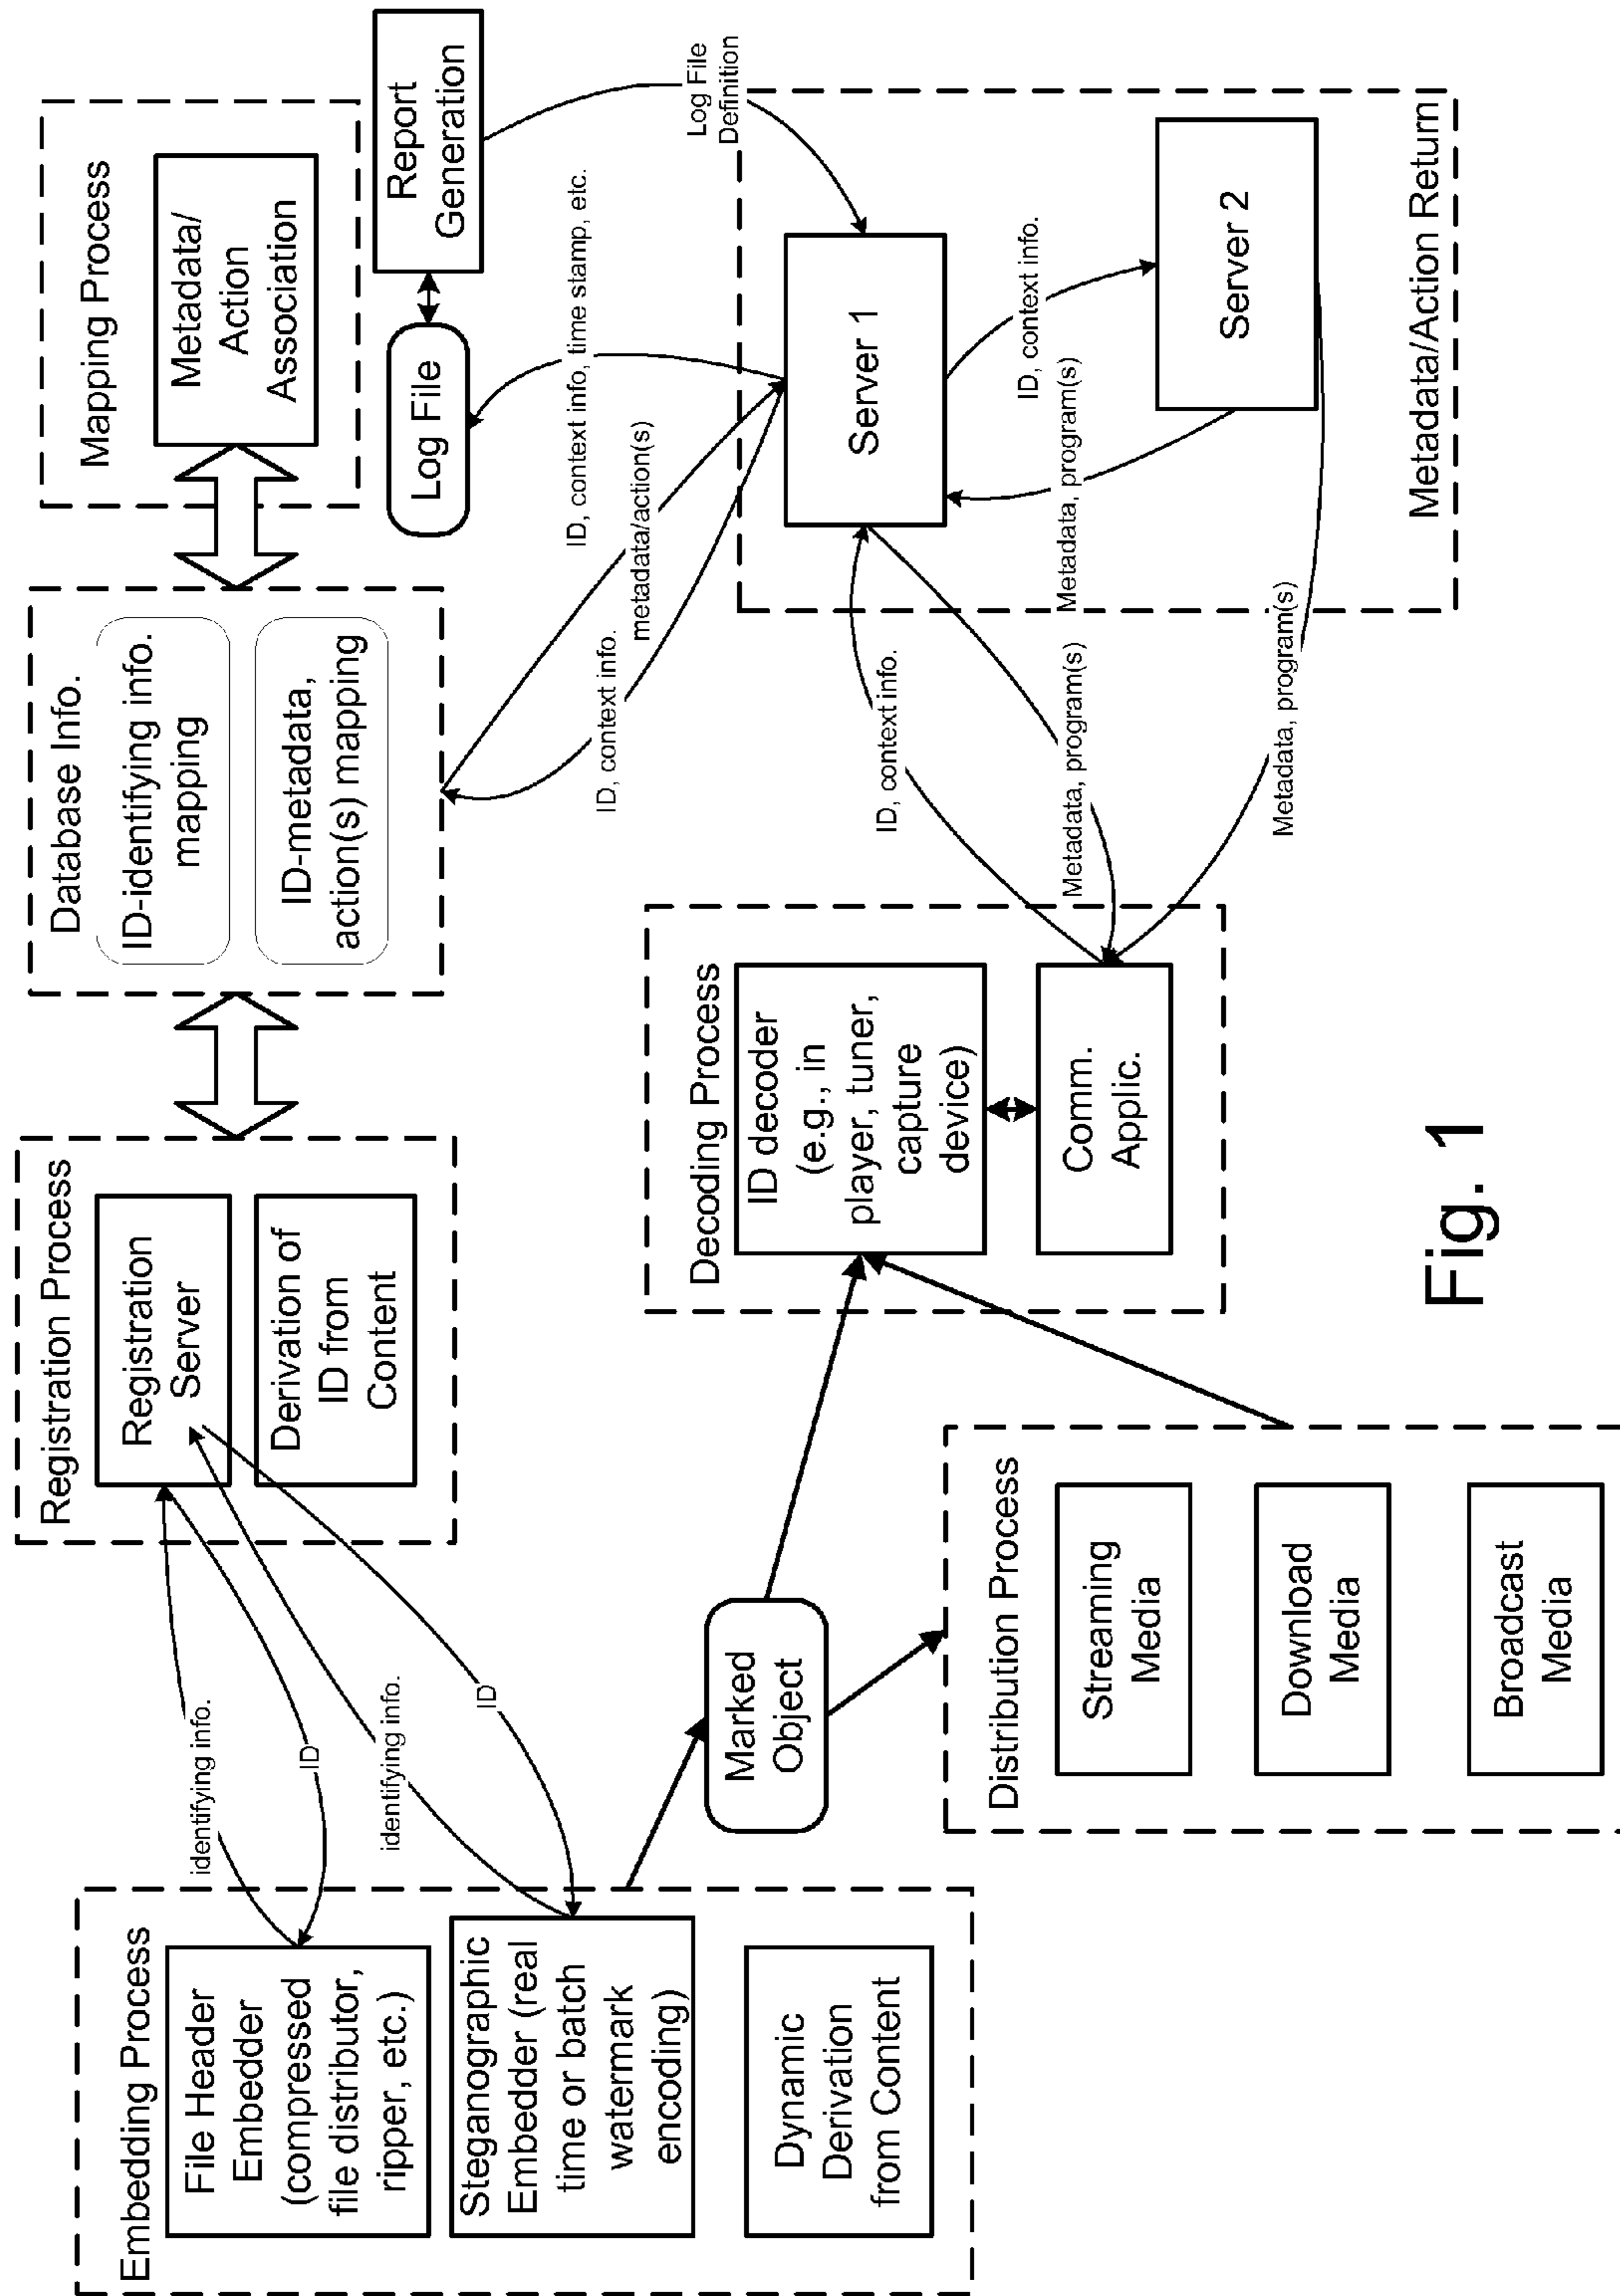 Embedding Process
File Header
Embedder
(compressed
file distributor,
ripper, etc.)
Steganographic
Embedder (real
time or batch
watermark
encoding)
Dynamic
Derivation
from Content
identifying info.
ID
identifying info.
ID
Registration Process
Registration
Server
Derivation of
ID from
Content
Database Info.
ID-identifying info.
mapping
ID-metadata,
action(s) mapping
Mapping Process
Metadata/
Action
Association
Log File
Report
Generation
Log File
Definition
ID, context info, time stamp, etc.
metadata/action(s)
ID, context info.
Marked
Object
Distribution Process
Streaming
Media
Download
Media
Broadcast
Media
Decoding Process
ID decoder
(e.g., in
player, tuner,
capture
device)
Comm.
Applic.
ID, context info.
Metadata, program(s)
Metadata, program(s)
Server 1
ID, context info.
Metadata, program(s)
Server 2
Metadata/Action Return
Fig. 1